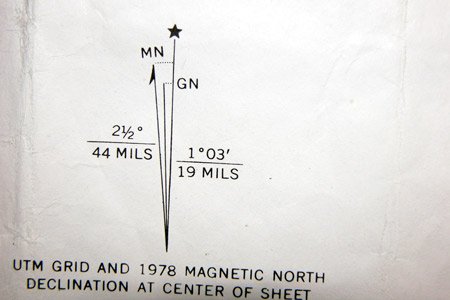 MN
GN
2½°
44 MILS
1°03′
19 MILS
UTM GRID AND 1978 MAGNETIC NORTH
DECLINATION AT CENTER OF SHEET